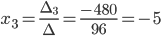 x₃ = Δ₃/Δ = −480/96 = −5